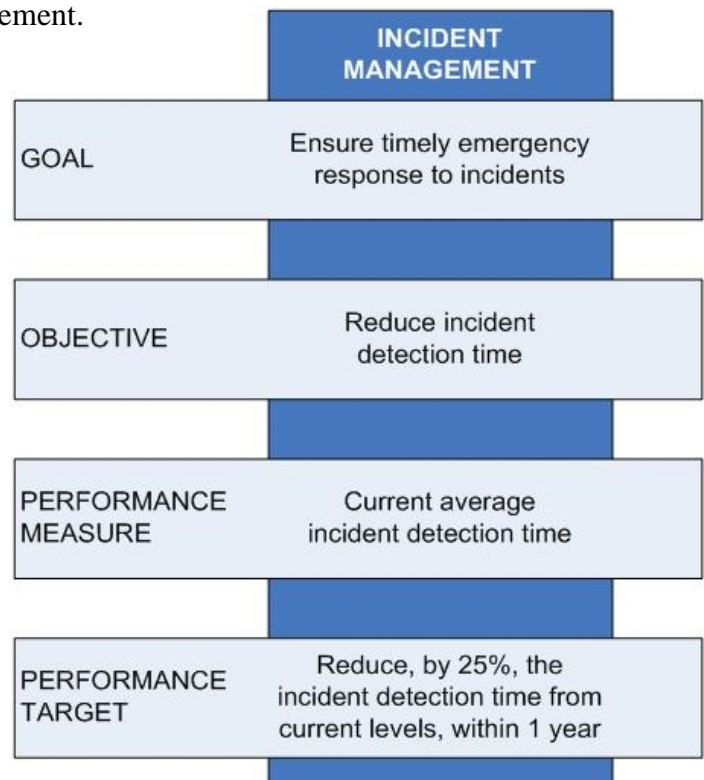 ement.
INCIDENT
MANAGEMENT
GOAL
Ensure timely emergency
response to incidents
OBJECTIVE
Reduce incident
detection time
PERFORMANCE
MEASURE
Current average
incident detection time
PERFORMANCE
TARGET
Reduce, by 25%, the
incident detection time from
current levels, within 1 year